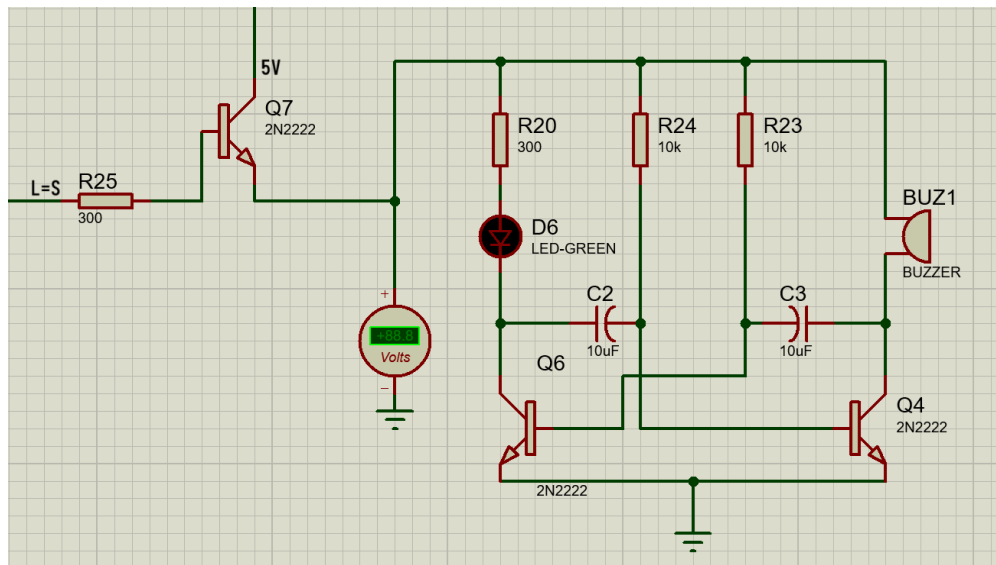 5V
Q7
2N2222
L=S
R25
300
R20
300
R24
10k
R23
10k
BUZ1
BUZZER
D6
LED-GREEN
C2
10uF
C3
10uF
+
+88.8
Volts
−
Q6
2N2222
Q4
2N2222